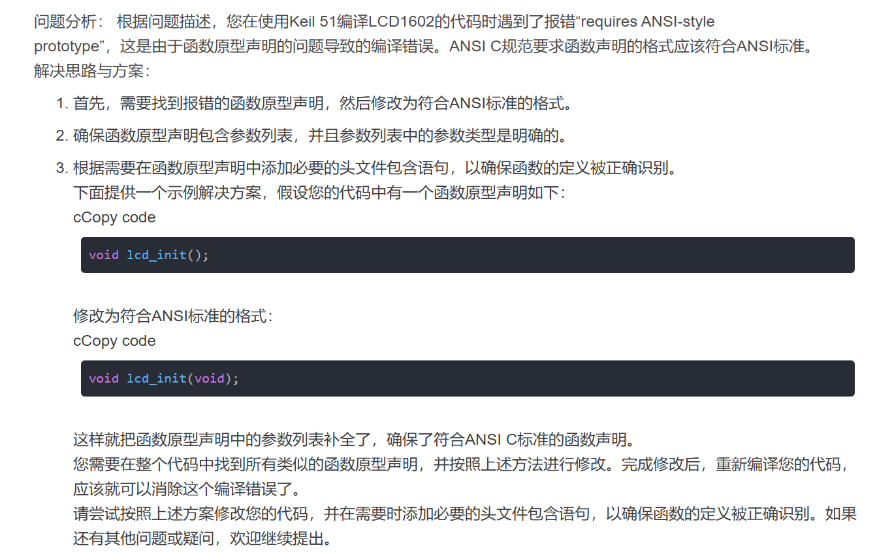 问题分析： 根据问题描述，您在使用Keil 51编译LCD1602的代码时遇到了报错“requires ANSI-style
prototype”，这是由于函数原型声明的问题导致的编译错误。ANSI C规范要求函数声明的格式应该符合ANSI标准。
解决思路与方案：
1. 首先，需要找到报错的函数原型声明，然后修改为符合ANSI标准的格式。
2. 确保函数原型声明包含参数列表，并且参数列表中的参数类型是明确的。
3. 根据需要在函数原型声明中添加必要的头文件包含语句，以确保函数的定义被正确识别。
下面提供一个示例解决方案，假设您的代码中有一个函数原型声明如下：
cCopy code
void lcd_init();
修改为符合ANSI标准的格式：
cCopy code
void lcd_init(void);
这样就把函数原型声明中的参数列表补全了，确保了符合ANSI C标准的函数声明。
您需要在整个代码中找到所有类似的函数原型声明，并按照上述方法进行修改。完成修改后，重新编译您的代码，
应该就可以消除这个编译错误了。
请尝试按照上述方案修改您的代码，并在需要时添加必要的头文件包含语句，以确保函数的定义被正确识别。如果
还有其他问题或疑问，欢迎继续提出。